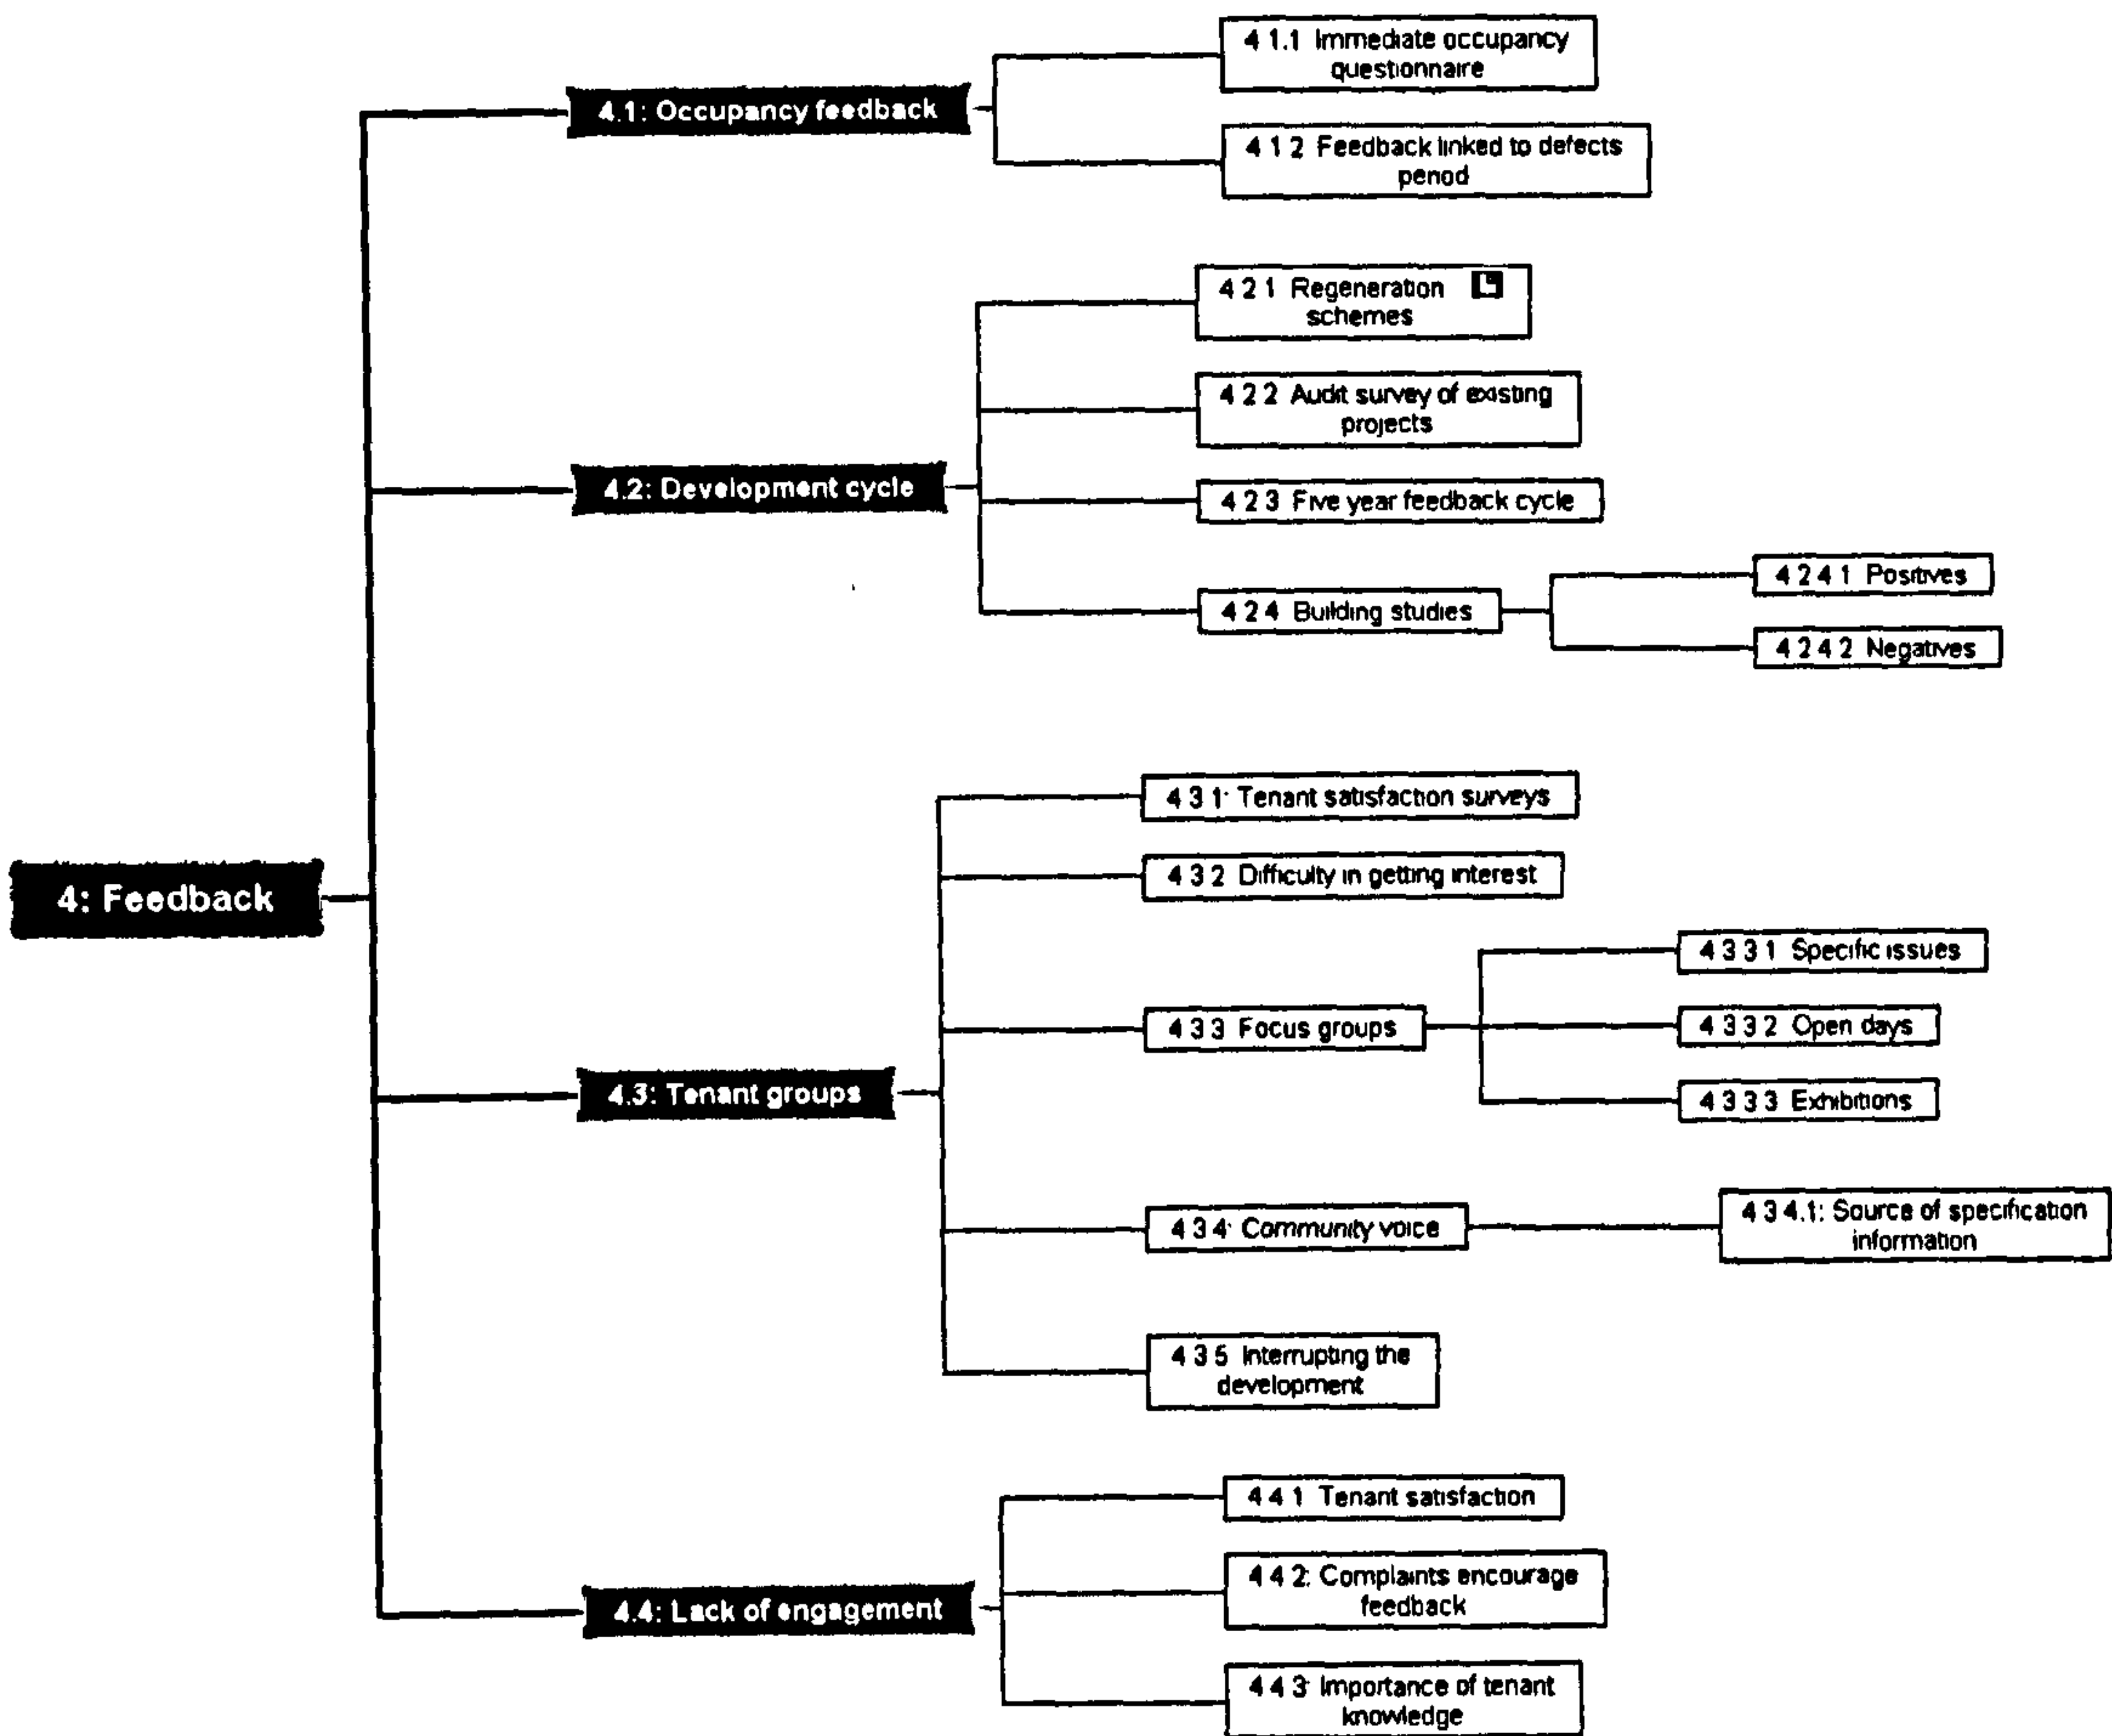 4 1.1 Immediate occupancy
questionnaire
4.1: Occupancy feedback
4 1 2 Feedback linked to defects
period
4 2 1 Regeneration
schemes
4 2 2 Audit survey of existing
projects
4.2: Development cycle
4 2 3 Five year feedback cycle
4 2 4 1 Positives
4 2 4 Building studies
4 2 4 2 Negatives
4 3 1: Tenant satisfaction surveys
4 3 2 Difficulty in getting interest
4: Feedback
4 3 3 1 Specific issues
4 3 3 Focus groups
4 3 3 2 Open days
4.3: Tenant groups
4 3 3 3 Exhibitions
4 3 4: Community voice
4 3 4.1: Source of specification
information
4 3 5 Interrupting the
development
4 4 1 Tenant satisfaction
4 4 2: Complaints encourage
feedback
4.4: Lack of engagement
4 4 3: Importance of tenant
knowledge